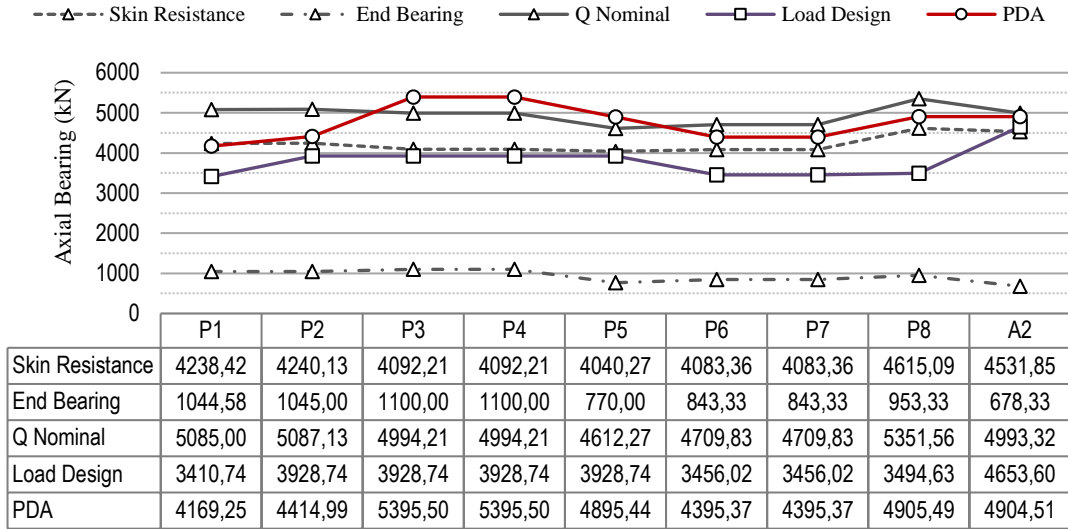 Skin Resistance End Bearing Q Nominal Load Design PDA
Axial Bearing (kN)
6000
5000
4000
3000
2000
1000
0
P1 P2 P3 P4 P5 P6 P7 P8 A2
Skin Resistance 4238,42 4240,13 4092,21 4092,21 4040,27 4083,36 4083,36 4615,09 4531,85
End Bearing 1044,58 1045,00 1100,00 1100,00 770,00 843,33 843,33 953,33 678,33
Q Nominal 5085,00 5087,13 4994,21 4994,21 4612,27 4709,83 4709,83 5351,56 4993,32
Load Design 3410,74 3928,74 3928,74 3928,74 3928,74 3456,02 3456,02 3494,63 4653,60
PDA 4169,25 4414,99 5395,50 5395,50 4895,44 4395,37 4395,37 4905,49 4904,51